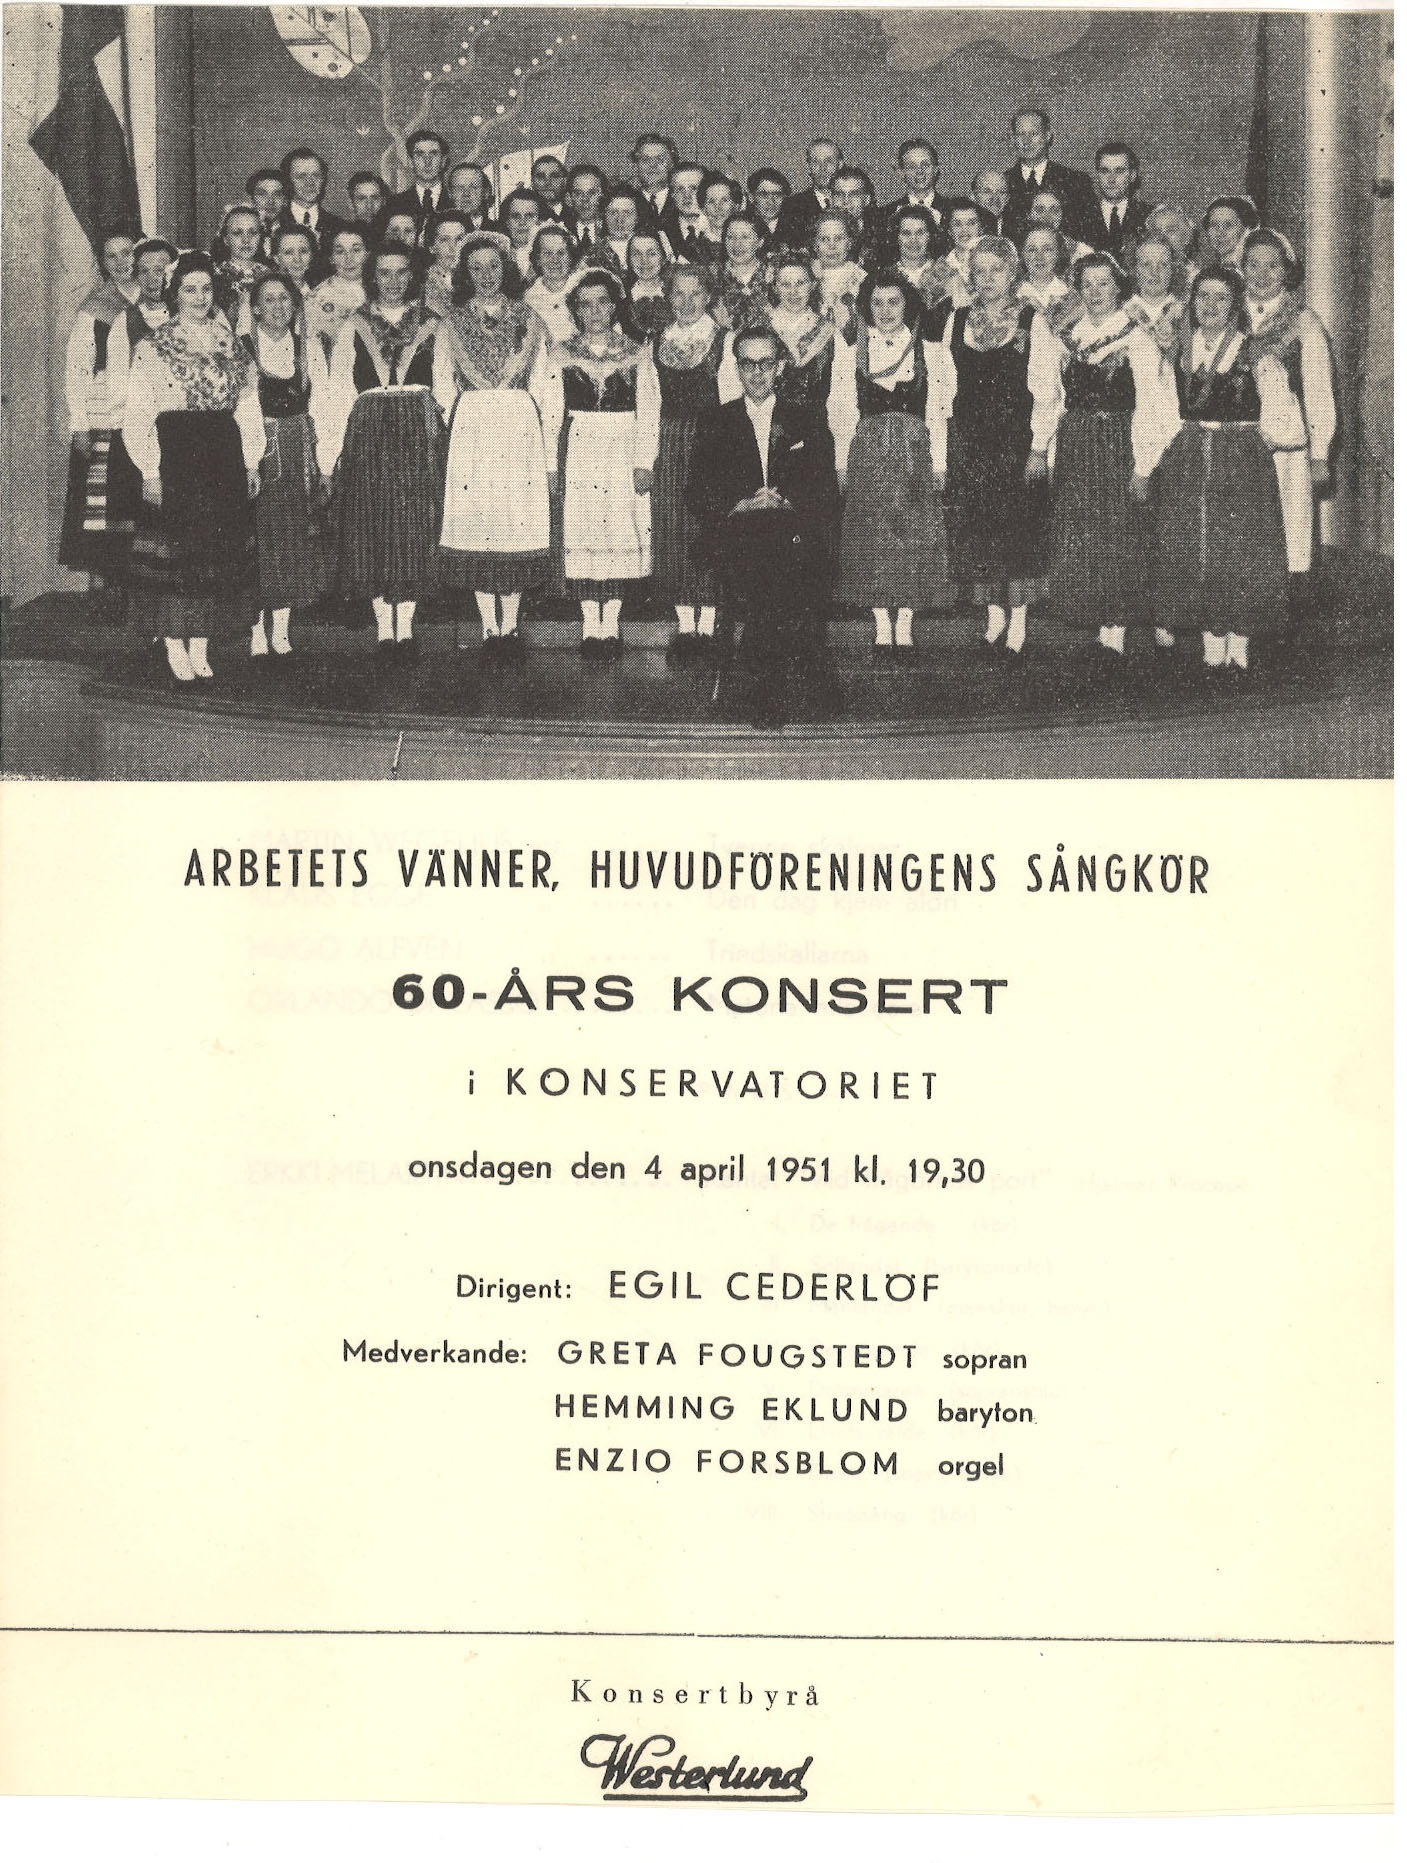 ARBETETS VÄNNER, HUVUDFÖRENINGENS SÅNGKÖR
60-ÅRS KONSERT
i KONSERVATORIET
onsdagen den 4 april 1951 kl. 19,30
Dirigent: EGIL CEDERLÖF
Medverkande: GRETA FOUGSTEDT sopran
HEMMING EKLUND baryton
ENZIO FORSBLOM orgel
Konsertbyrå
Westerlund